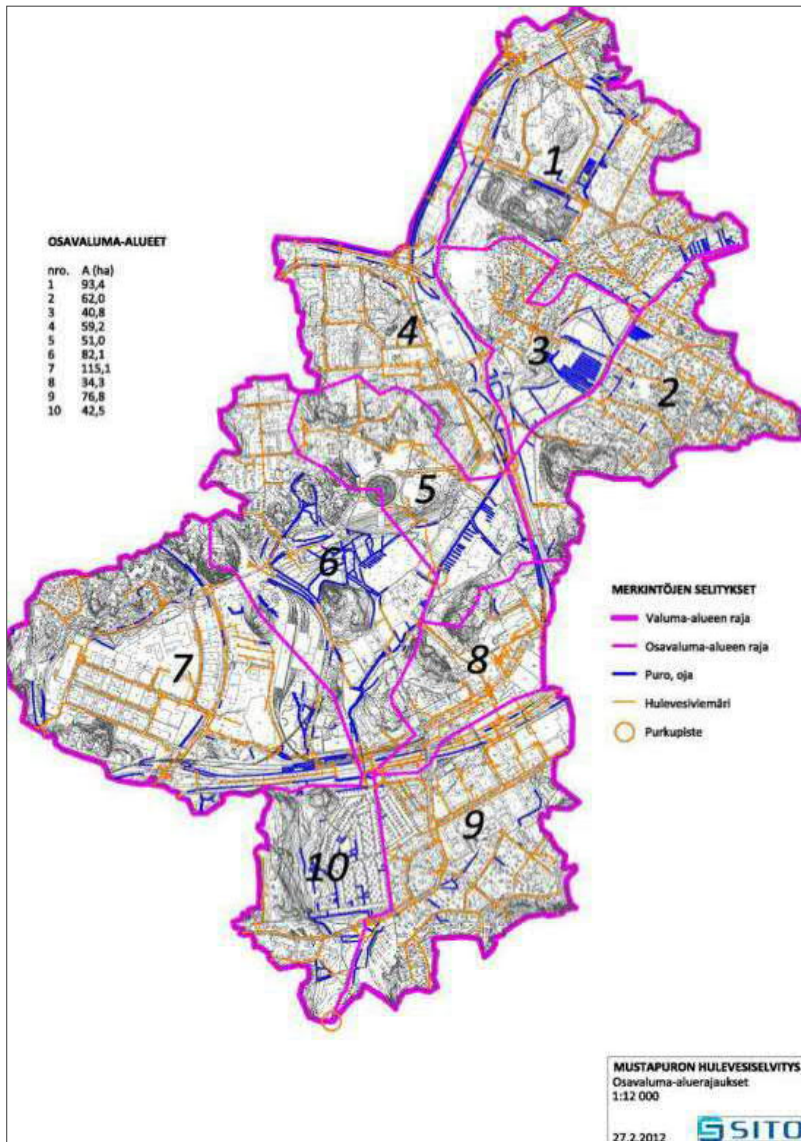 1
OSAVALUMA-ALUEET
nro. A (ha)
1 93,4
2 62,0
3 40,8
4 59,2
5 51,0
6 82,1
7 115,1
8 34,3
9 76,8
10 42,5
4
3
2
5
6
MERKINTÖJEN SELITYKSET
Valuma-alueen raja
Osavaluma-alueen raja
Puro, oja
Hulevesiviemäri
Purkupiste
7
8
9
10
MUSTAPURON HULEVESISELVITYS
Osavaluma-aluerajaukset
1:12 000
27.2.2012
SITO